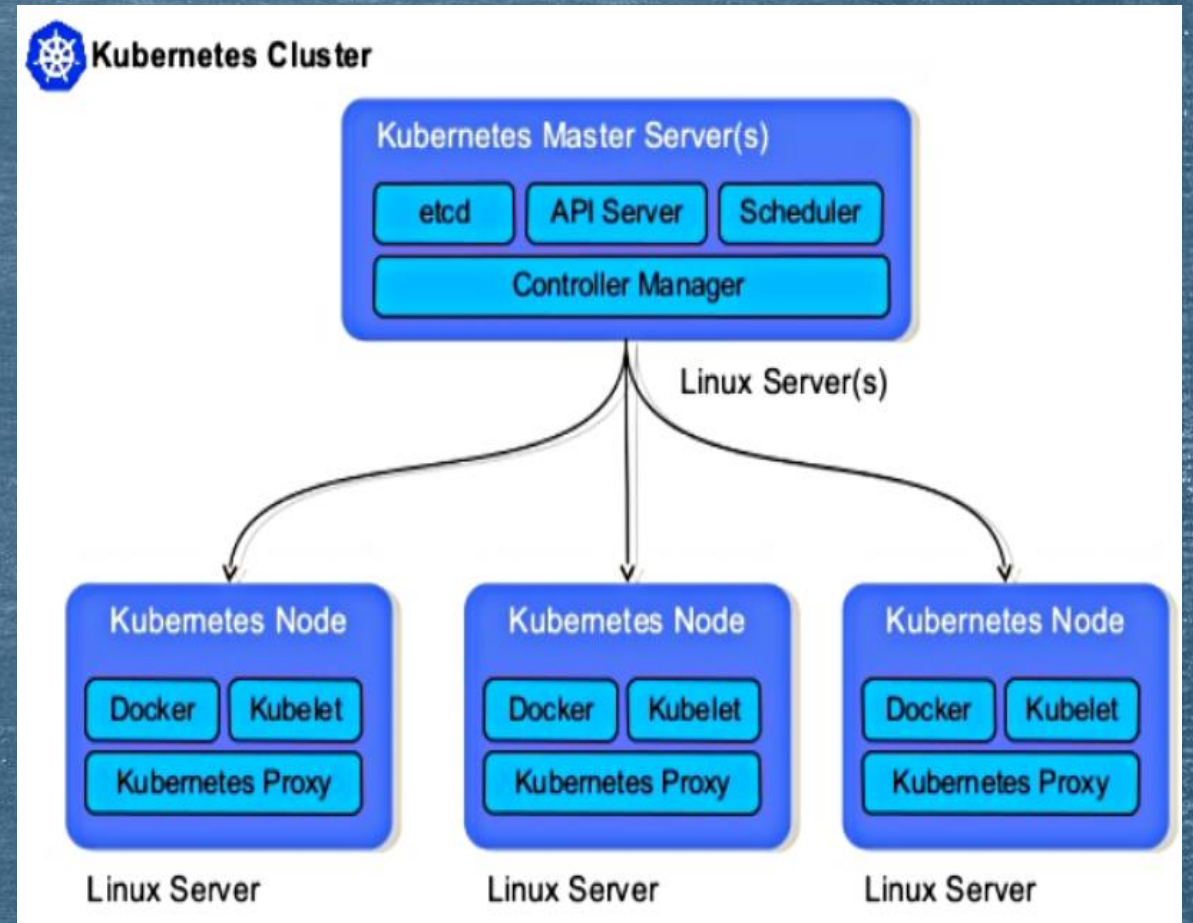 Kubernetes Cluster
Kubernetes Master Server(s)
etcd
API Server
Scheduler
Controller Manager
Linux Server(s)
Kubernetes Node
Docker
Kubelet
Kubernetes Proxy
Linux Server
Kubernetes Node
Docker
Kubelet
Kubernetes Proxy
Linux Server
Kubernetes Node
Docker
Kubelet
Kubernetes Proxy
Linux Server